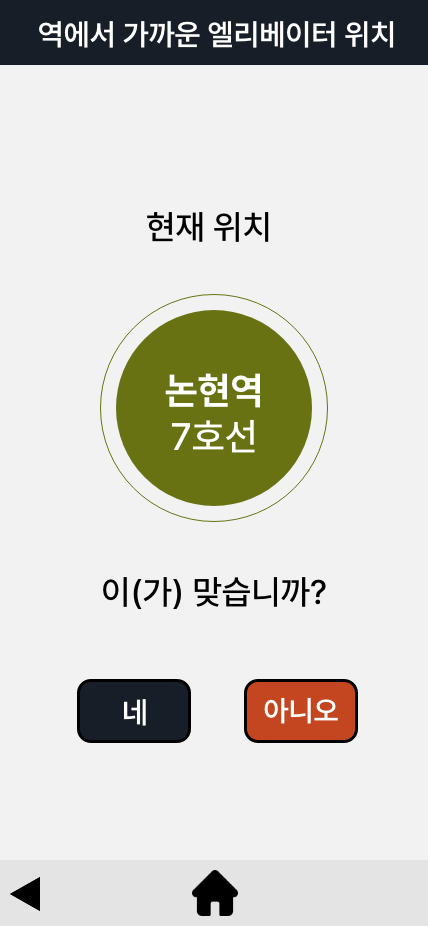 역에서 가까운 엘리베이터 위치
현재 위치
논현역
7호선
이(가) 맞습니까?
네
아니오